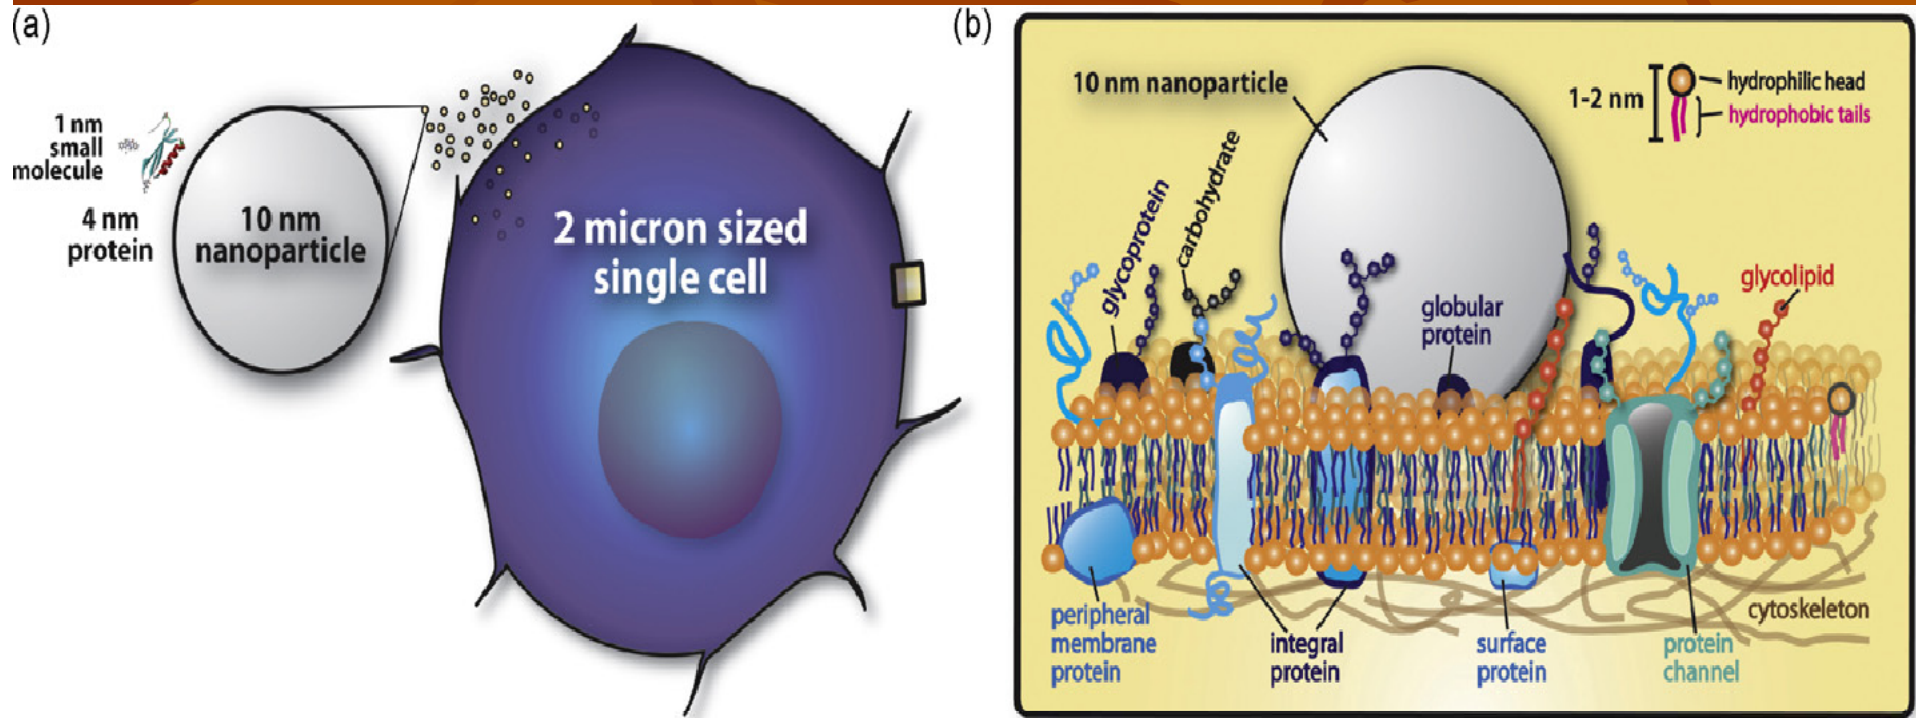 (a)
1 nm
small
molecule
4 nm
protein
10 nm
nanoparticle
2 micron sized
single cell
(b)
10 nm nanoparticle
1-2 nm
hydrophilic head
hydrophobic tails
glycoprotein
carbohydrate
globular
protein
glycolipid
peripheral
membrane
protein
integral
protein
surface
protein
protein
channel
cytoskeleton